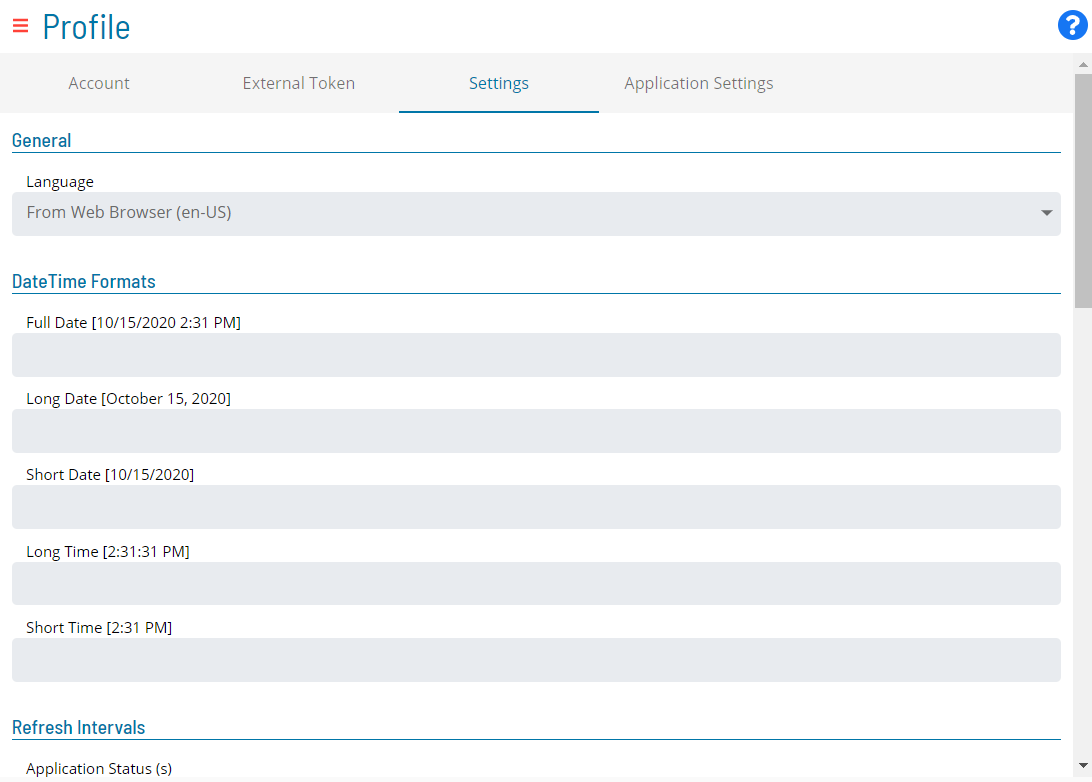 Profile
?
Account External Token Settings Application Settings
General
Language
From Web Browser (en-US)
DateTime Formats
Full Date [10/15/2020 2:31 PM]
Long Date [October 15, 2020]
Short Date [10/15/2020]
Long Time [2:31:31 PM]
Short Time [2:31 PM]
Refresh Intervals
Application Status (s)